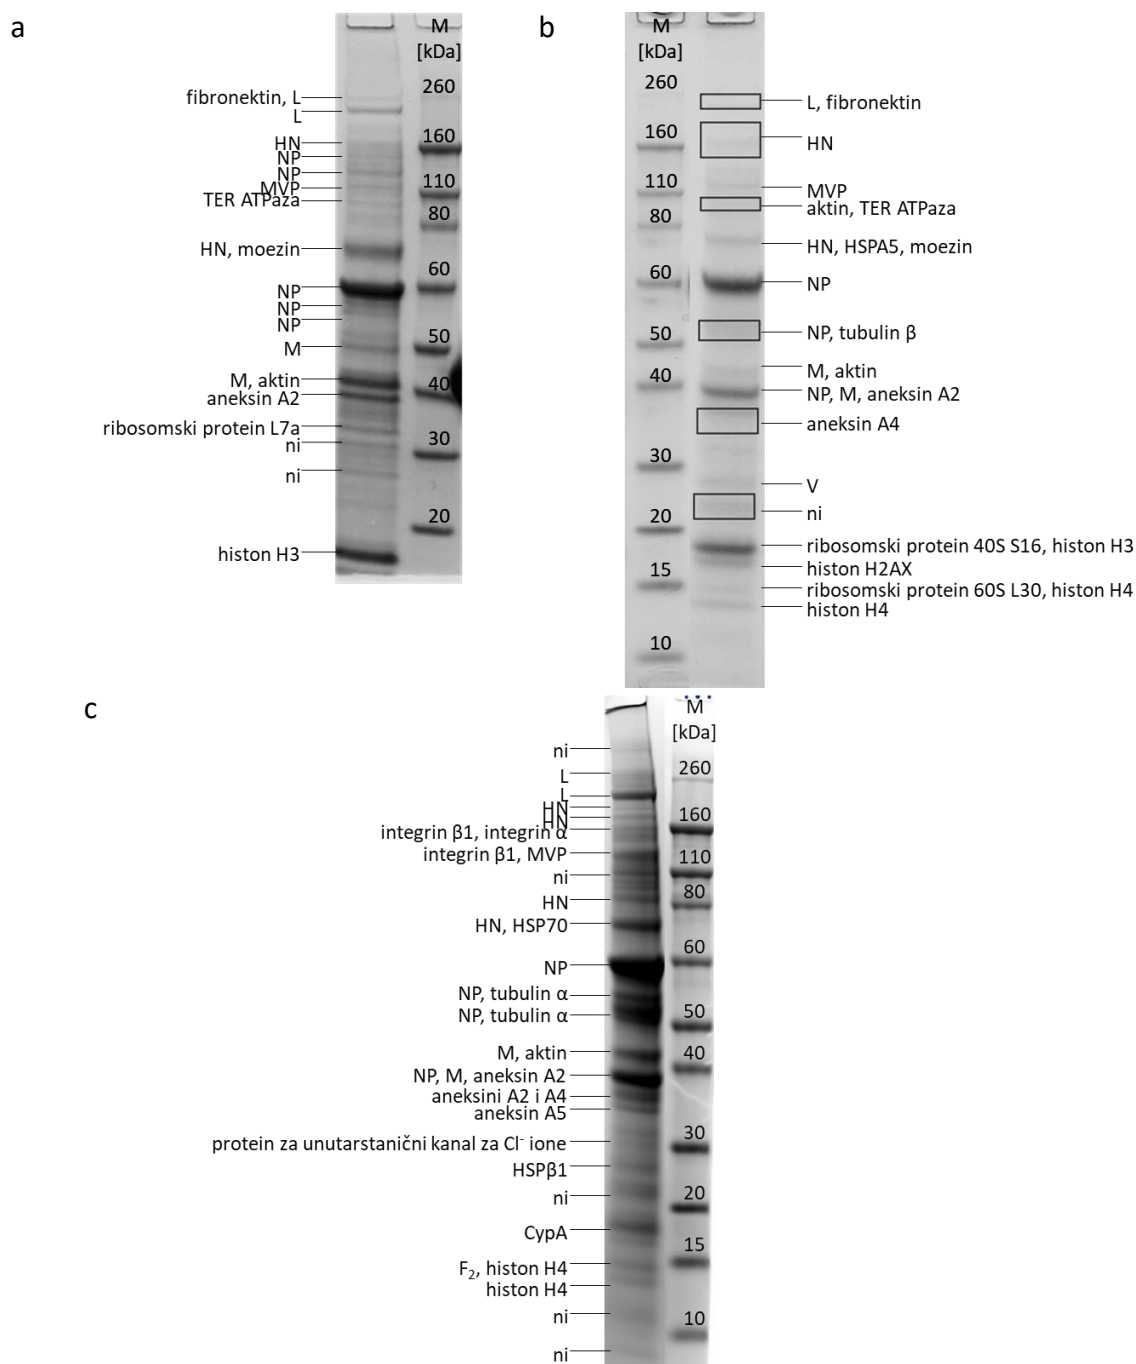 a
M
[kDa]
260
160
110
80
60
50
40
30
20
fibronektin, L
L
HN
NP
NP
MVP
TER ATPaza
HN, moezin
NP
NP
NP
M
M, aktin
aneksin A2
ribosomski protein L7a
ni
ni
histon H3
b
M
[kDa]
260
160
110
80
60
50
40
30
20
15
10
L, fibronektin
HN
MVP
aktin, TER ATPaza
HN, HSPA5, moezin
NP
NP, tubulin β
M, aktin
NP, M, aneksin A2
aneksin A4
V
ni
ribosomski protein 40S S16, histon H3
histon H2AX
ribosomski protein 60S L30, histon H4
histon H4
c
M
[kDa]
260
160
110
80
60
50
40
30
20
15
10
ni
L
L
HN
HN
integrin β1, integrin α
integrin β1, MVP
ni
HN
HN, HSP70
NP
NP, tubulin α
NP, tubulin α
M, aktin
NP, M, aneksin A2
aneksini A2 i A4
aneksin A5
protein za unutarstanični kanal za Cl⁻ ione
HSPβ1
ni
CypA
F₂, histon H4
histon H4
ni
ni